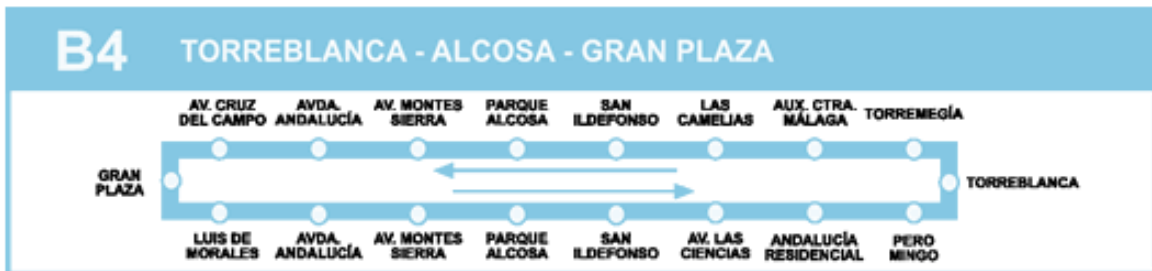 B4 TORREBLANCA - ALCOSA - GRAN PLAZA
AV. CRUZ
DEL CAMPO
AVDA.
ANDALUCÍA
AV. MONTES
SIERRA
PARQUE
ALCOSA
SAN
ILDEFONSO
LAS
CAMELIAS
AUX. CTRA.
MÁLAGA
TORREMEGÍA
GRAN
PLAZA
TORREBLANCA
LUIS DE
MORALES
AVDA.
ANDALUCÍA
AV. MONTES
SIERRA
PARQUE
ALCOSA
SAN
ILDEFONSO
AV. LAS
CIENCIAS
ANDALUCÍA
RESIDENCIAL
PERO
MINGO